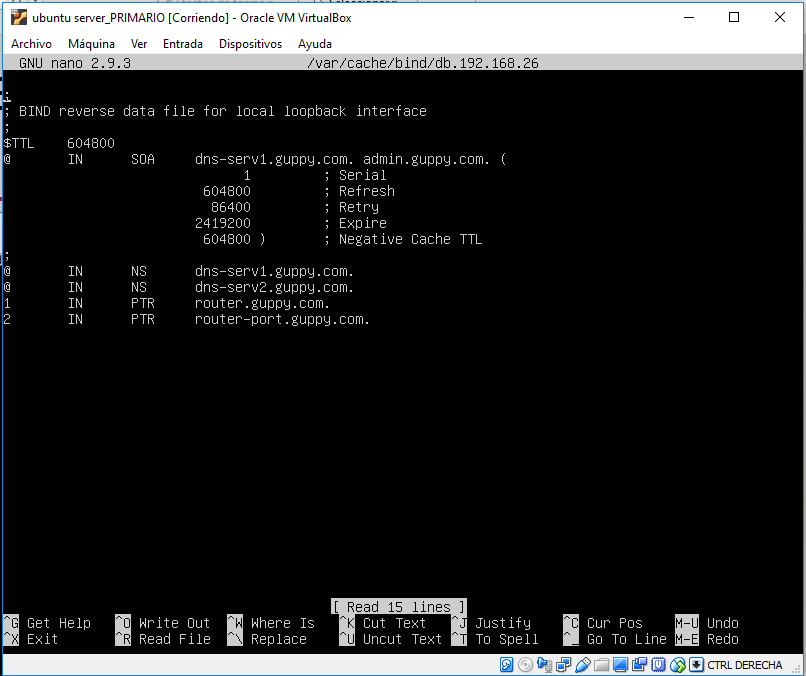 ubuntu server_PRIMARIO [Corriendo] - Oracle VM VirtualBox
Archivo Máquina Ver Entrada Dispositivos Ayuda
GNU nano 2.9.3 /var/cache/bind/db.192.168.26
;
; BIND reverse data file for local loopback interface
;
$TTL 604800
@ IN SOA dns-serv1.guppy.com. admin.guppy.com. (
1 ; Serial
604800 ; Refresh
86400 ; Retry
2419200 ; Expire
604800 ) ; Negative Cache TTL
;
@ IN NS dns-serv1.guppy.com.
@ IN NS dns-serv2.guppy.com.
1 IN PTR router.guppy.com.
2 IN PTR router-port.guppy.com.
[ Read 15 lines ]
^G Get Help ^O Write Out ^W Where Is ^K Cut Text ^J Justify ^C Cur Pos M-U Undo
^X Exit ^R Read File ^\ Replace ^U Uncut Text ^T To Spell ^_ Go To Line M-E Redo
CTRL DERECHA